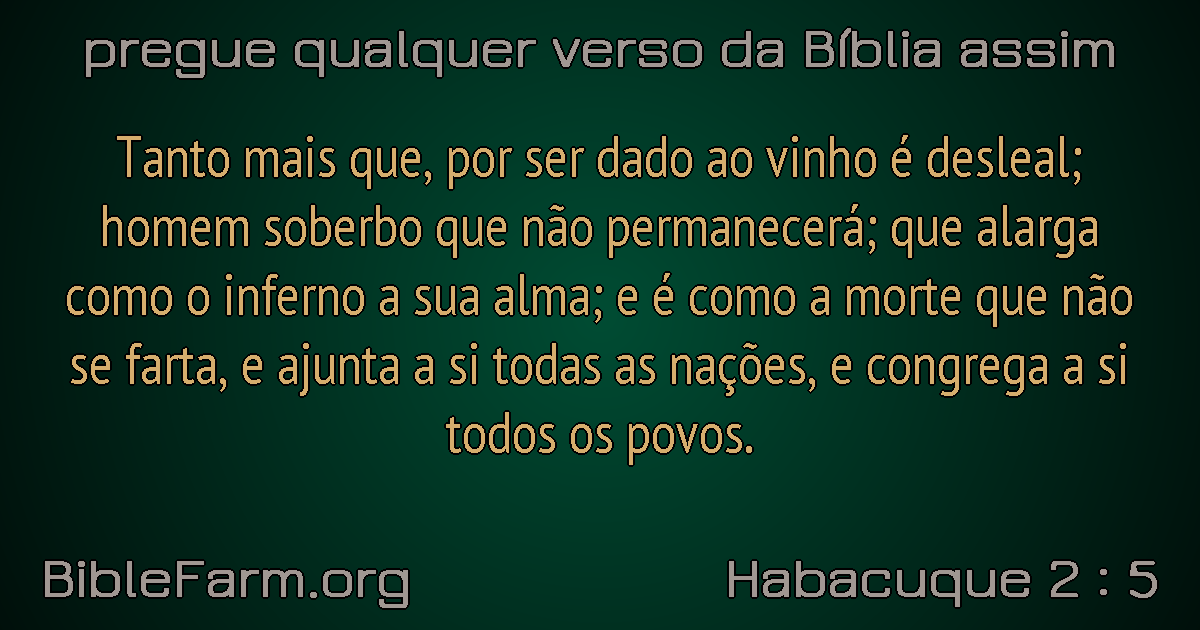 pregue qualquer verso da Bíblia assim
Tanto mais que, por ser dado ao vinho é desleal;
homem soberbo que não permanecerá; que alarga
como o inferno a sua alma; e é como a morte que não
se farta, e ajunta a si todas as nações, e congrega a si
todos os povos.
BibleFarm.org
Habacuque 2 : 5